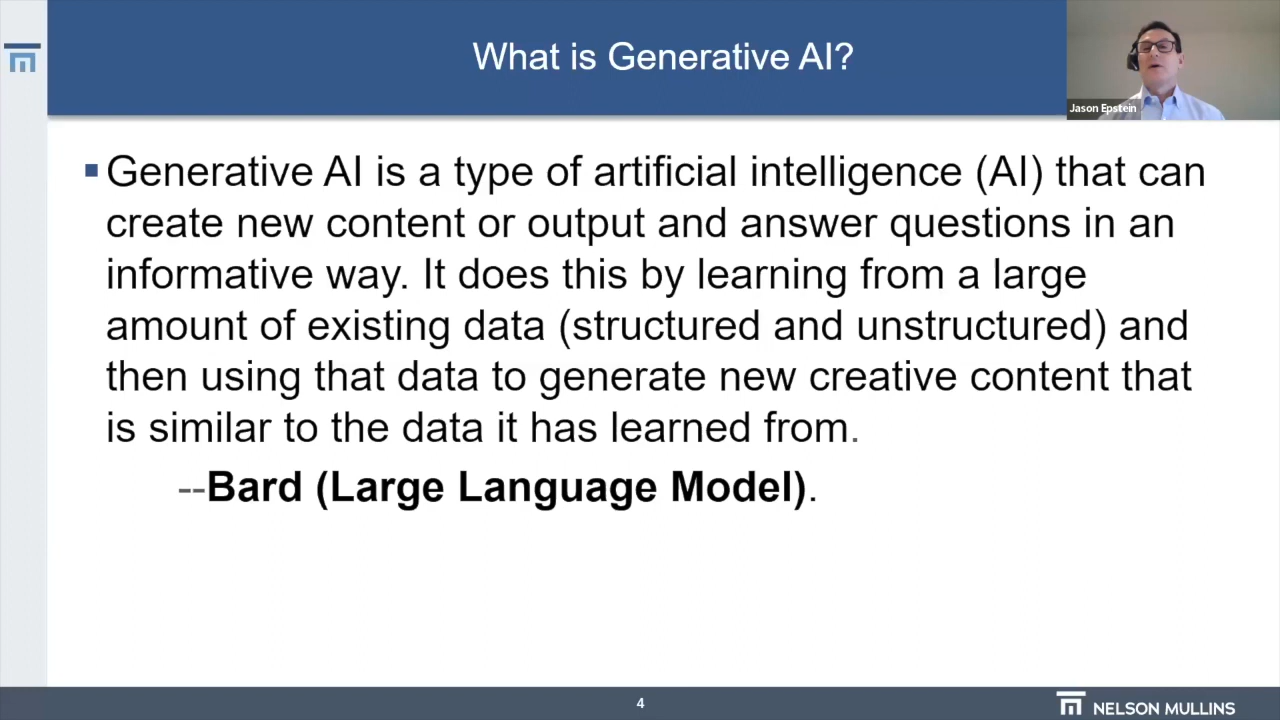 What is Generative AI?
Jason Epstein
▪Generative AI is a type of artificial intelligence (AI) that can
create new content or output and answer questions in an
informative way. It does this by learning from a large
amount of existing data (structured and unstructured) and
then using that data to generate new creative content that
is similar to the data it has learned from.
--Bard (Large Language Model).
4
NELSON MULLINS